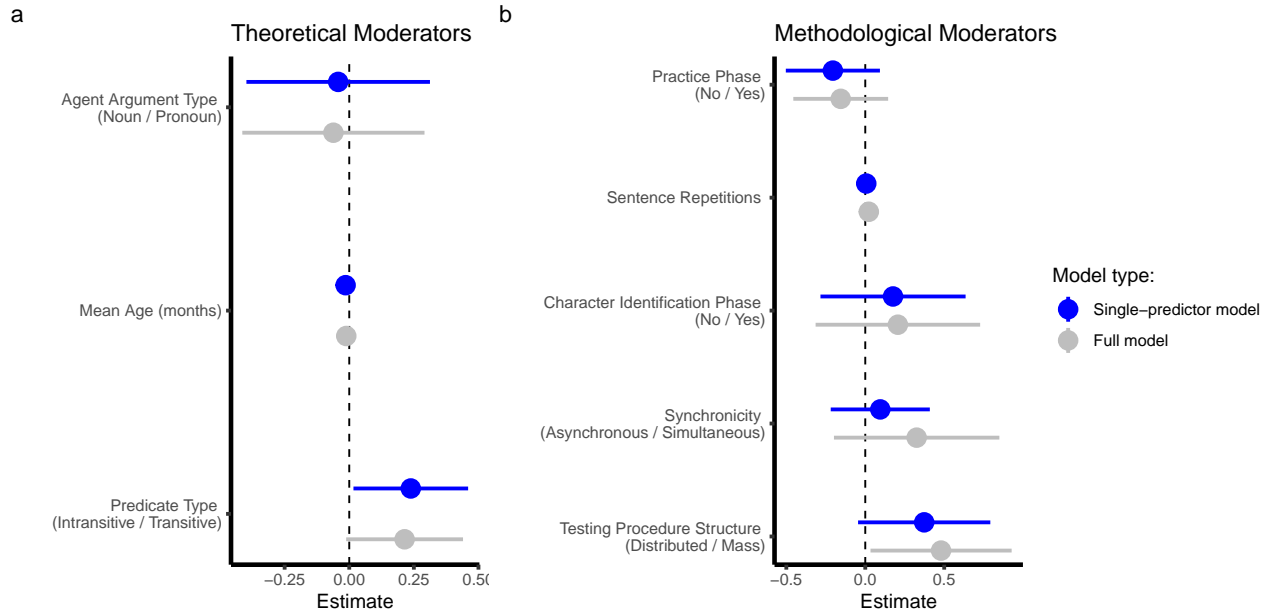 a
Theoretical Moderators
Agent Argument Type
(Noun / Pronoun)
Mean Age (months)
Predicate Type
(Intransitive / Transitive)
−0.25
0.00
0.25
0.50
Estimate
b
Methodological Moderators
Practice Phase
(No / Yes)
Sentence Repetitions
Character Identification Phase
(No / Yes)
Synchronicity
(Asynchronous / Simultaneous)
Testing Procedure Structure
(Distributed / Mass)
−0.5
0.0
0.5
Estimate
Model type:
Single−predictor model
Full model